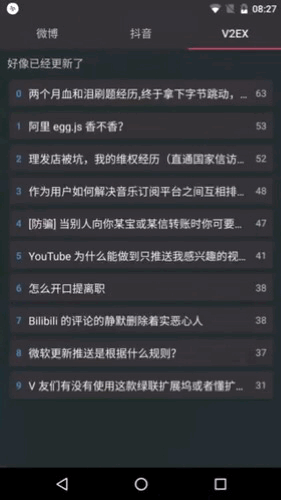 08:27
微博 抖音 V2EX
好像已经更新了
0 两个月血和泪刷题经历,终于拿下字节跳动，... 63
1 阿里 egg.js 香不香？ 53
2 理发店被坑，我的维权经历（直通国家信访... 52
3 作为用户如何解决音乐订阅平台之间互相排... 48
4 [防骗] 当别人向你某宝或某信转账时你可要... 47
5 YouTube 为什么能做到只推送我感兴趣的视... 41
6 怎么开口提离职 38
7 Bilibili 的评论的静默删除着实恶心人 38
8 微软更新推送是根据什么规则？ 38
9 V 友们有没有使用这款绿联扩展坞或者懂扩... 31